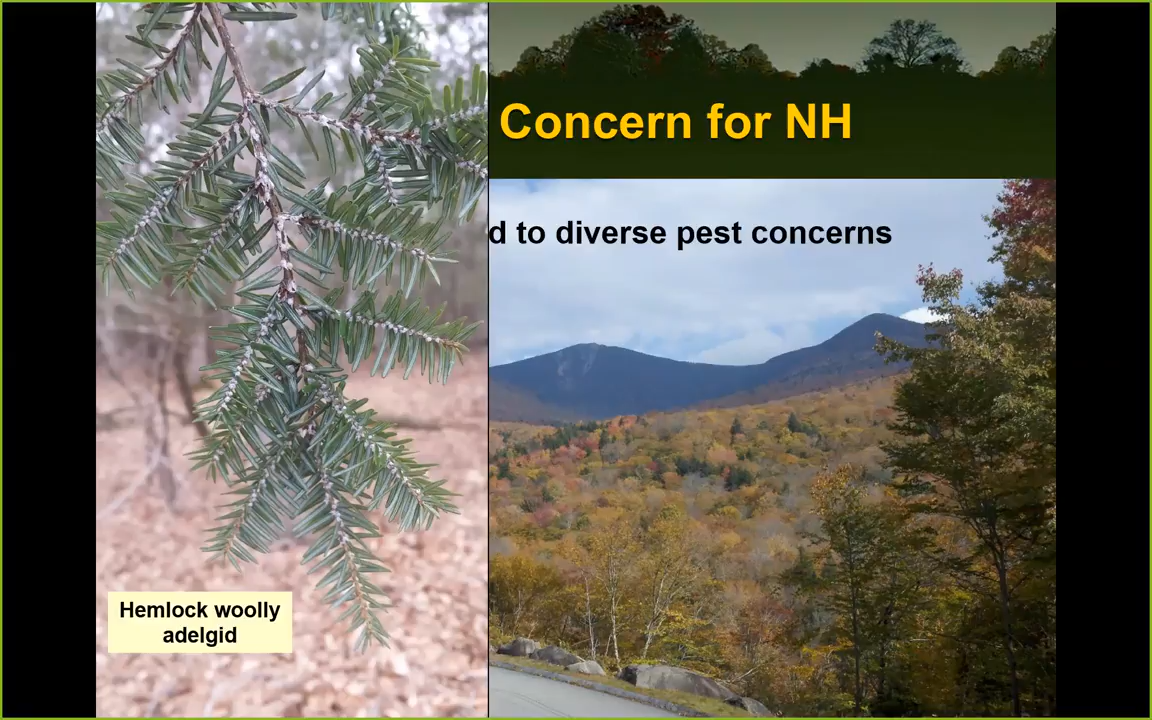 Concern for NH
d to diverse pest concerns
Hemlock woolly
adelgid